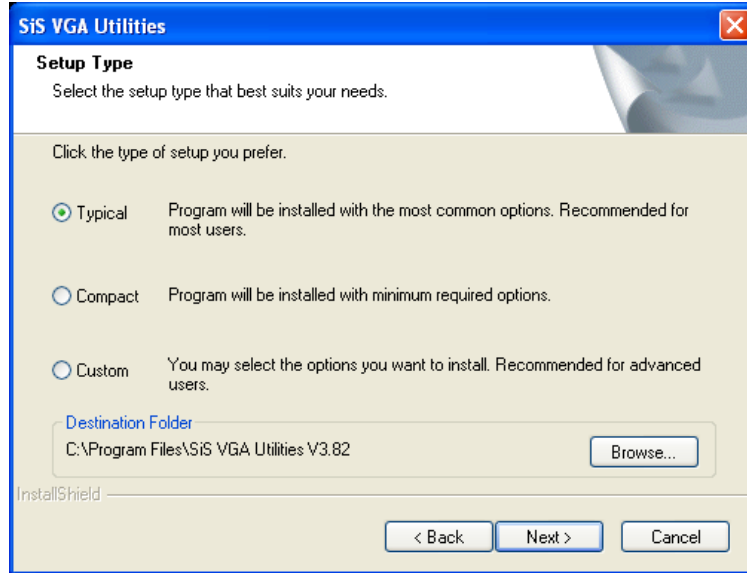 SiS VGA Utilities
Setup Type
Select the setup type that best suits your needs.
Click the type of setup you prefer.
Typical
Program will be installed with the most common options. Recommended for
most users.
Compact
Program will be installed with minimum required options.
Custom
You may select the options you want to install. Recommended for advanced
users.
Destination Folder
C:\Program Files\SiS VGA Utilities V3.82
Browse...
InstallShield
< Back
Next >
Cancel